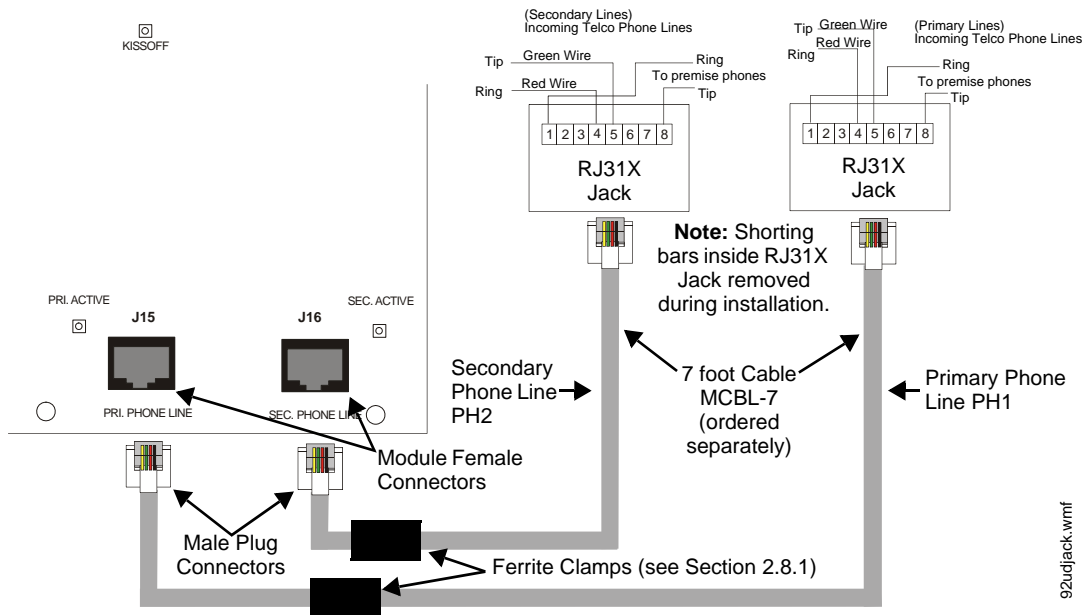 KISSOFF
(Secondary Lines)
Incoming Telco Phone Lines
Tip Green Wire
Ring Red Wire
Ring
To premise phones
Tip
1 2 3 4 5 6 7 8
RJ31X
Jack
(Primary Lines)
Incoming Telco Phone Lines
Tip Green Wire
Red Wire
Ring
Ring
To premise phones
Tip
1 2 3 4 5 6 7 8
RJ31X
Jack
Note: Shorting
bars inside RJ31X
Jack removed
during installation.
PRI. ACTIVE
J15
J16
SEC. ACTIVE
PRI. PHONE LINE
SEC. PHONE LINE
Secondary
Phone Line
PH2
7 foot Cable
MCBL-7
(ordered
separately)
Primary Phone
Line PH1
Module Female
Connectors
Male Plug
Connectors
Ferrite Clamps (see Section 2.8.1)
92udjack.wmf